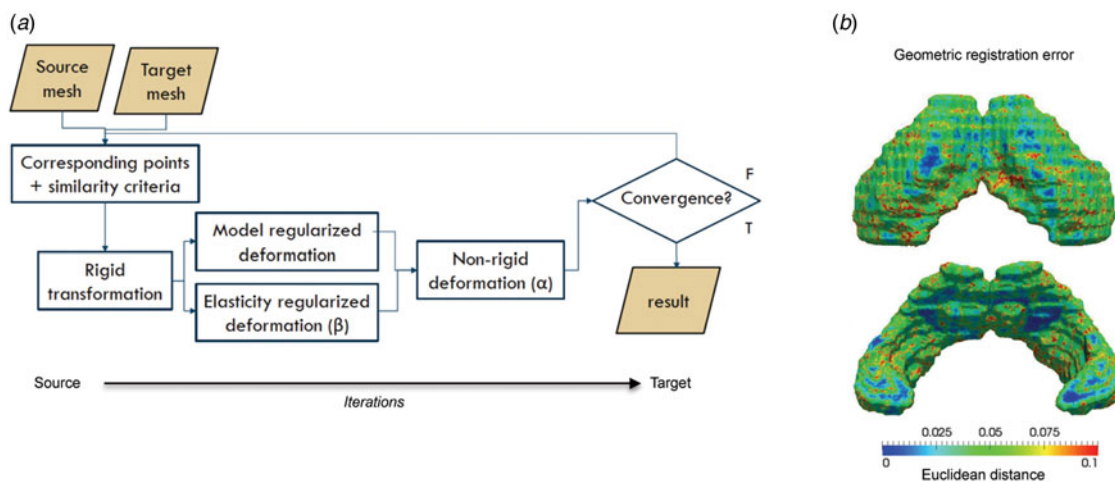 (a)
Source
mesh
Target
mesh
Corresponding points
+ similarity criteria
Rigid
transformation
Model regularized
deformation
Elasticity regularized
deformation (β)
Non-rigid
deformation (α)
Convergence?
F
T
result
Source
Target
Iterions
(b)
Geometric registration error
0.025 0.05 0.075
0 0.1
Euclidean distance